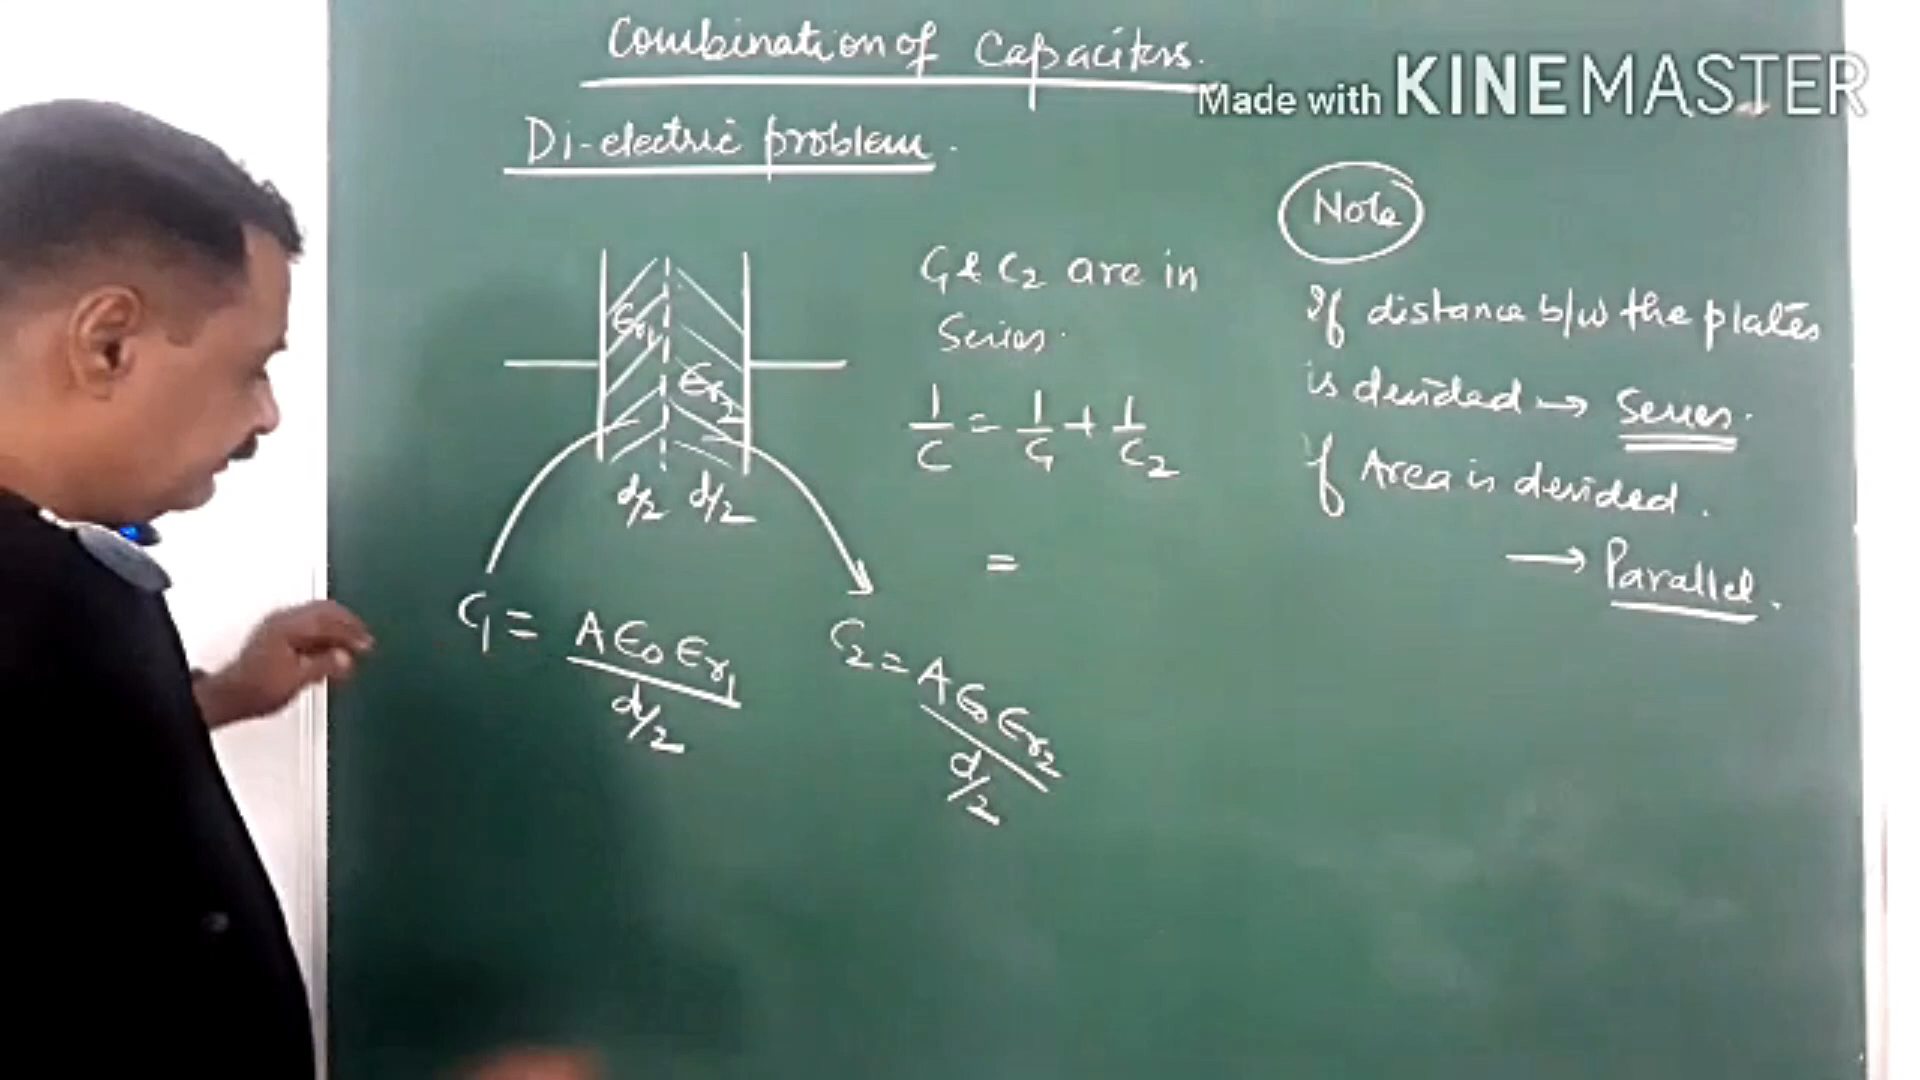 Combination of Capacitors.
Made with KINEMASTER
Di-electric problem.
Note
C1 & C2 are in
Series.
If distance b/w the plates
is devided → Series.
If Area is devided.
→ Parallel.
εr1
εr2
d/2 d/2
1/C = 1/C1 + 1/C2
=
C1 = Aε0εr1 / d/2
C2 = Aε0εr2 / d/2